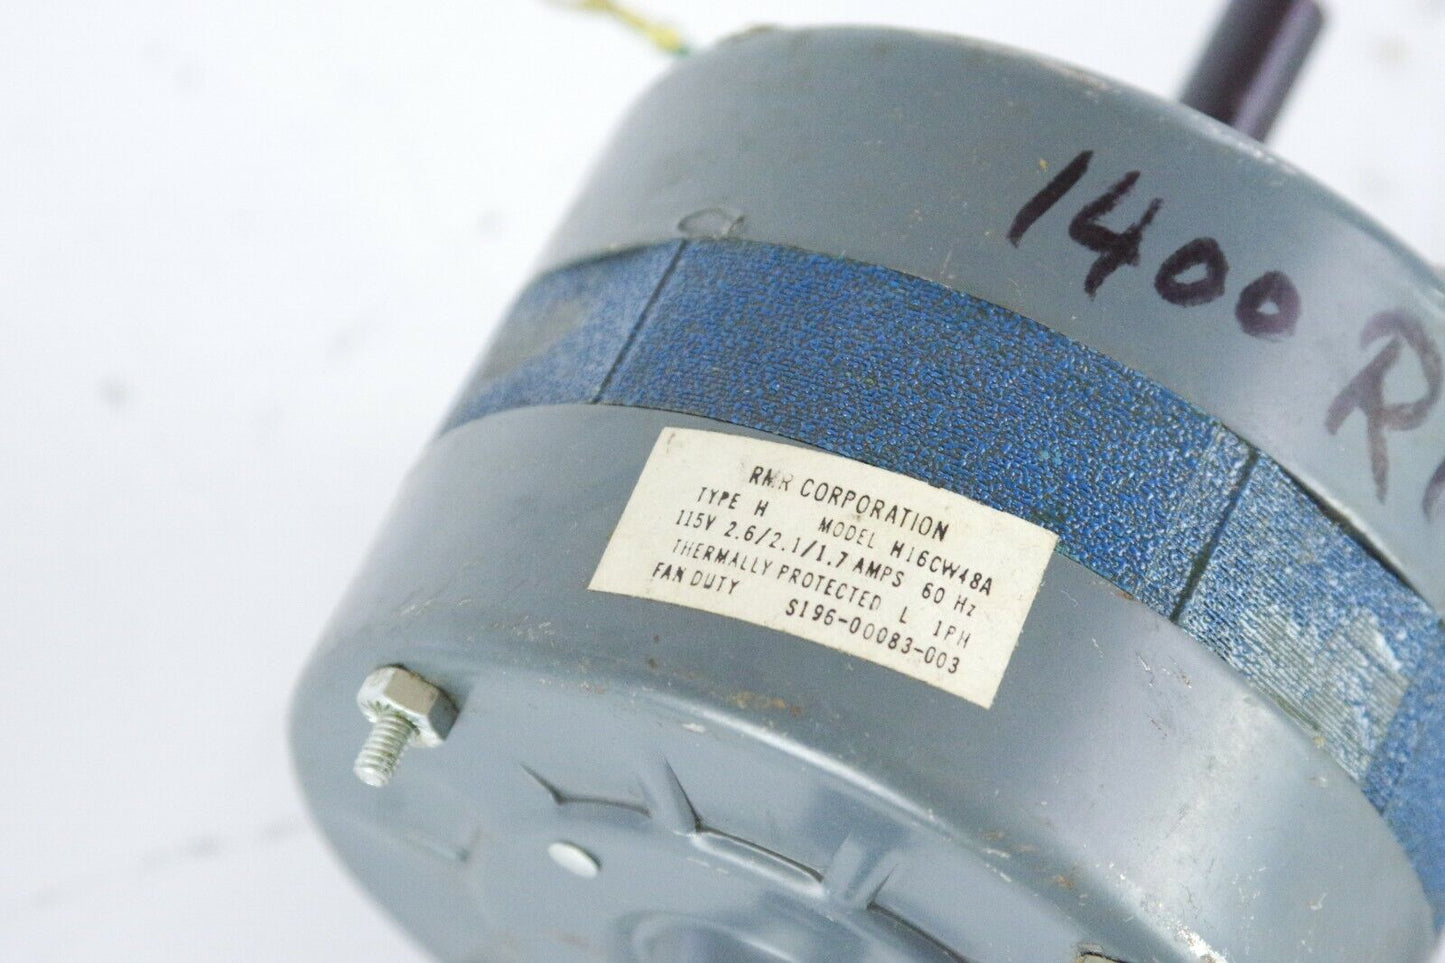 1400 R
RMR CORPORATION
TYPE H MODEL H16CW48A
115V 2.6/2.1/1.7 AMPS 60 Hz
THERMALLY PROTECTED L 1PH
FAN DUTY S196-00083-003